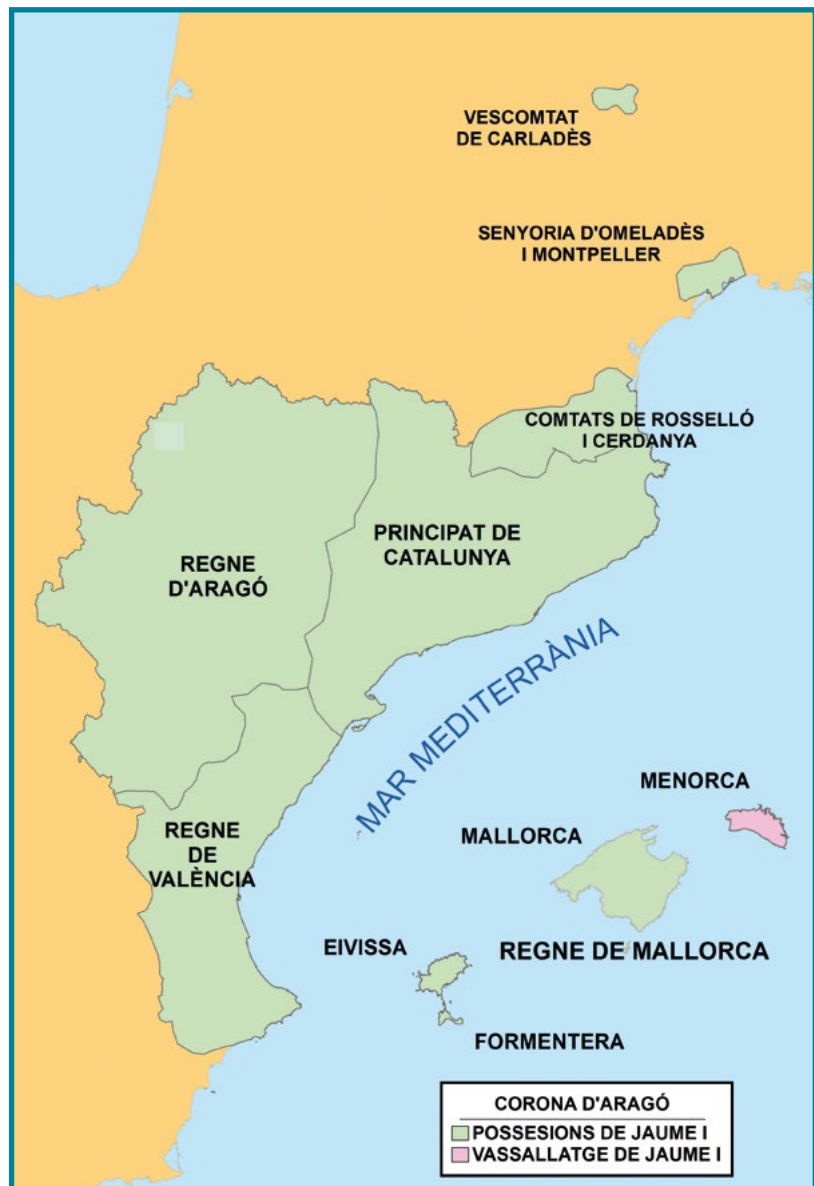 VESCOMTAT
DE CARLADÈS
SENYORIA D'OMELADÈS
I MONTPELLER
COMTATS DE ROSSELLÓ
I CERDANYA
PRINCIPAT DE
CATALUNYA
REGNE
D'ARAGÓ
MAR MEDITERRÀNIA
MENORCA
MALLORCA
REGNE
DE
VALÈNCIA
EIVISSA
REGNE DE MALLORCA
FORMENTERA
CORONA D'ARAGÓ
POSSESIONS DE JAUME I
VASSALLATGE DE JAUME I